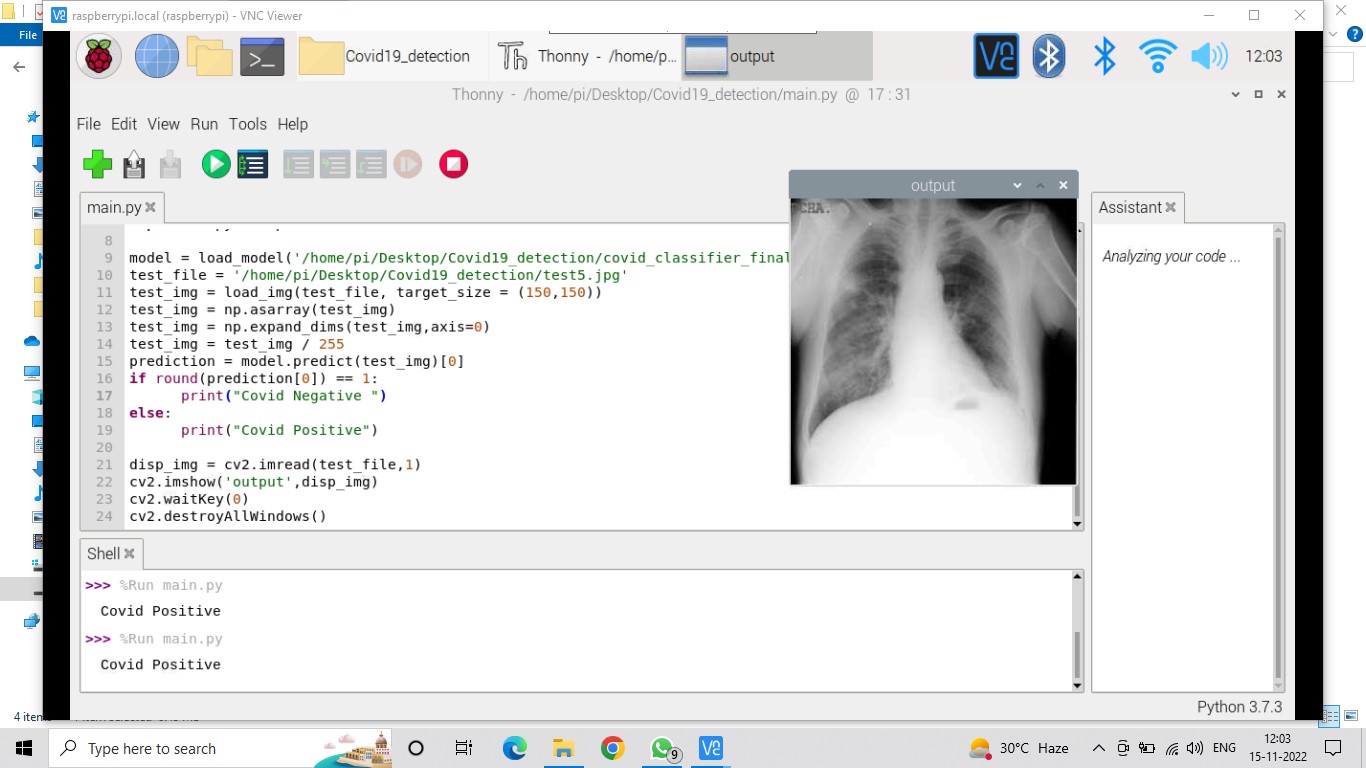 raspberrypi.local (raspberrypi) - VNC Viewer
File
Covid19_detection
Thonny - /home/p...
output
12:03
Thonny - /home/pi/Desktop/Covid19_detection/main.py @ 17 : 31
File Edit View Run Tools Help
main.py
8
9 model = load_model('/home/pi/Desktop/Covid19_detection/covid_classifier_final
10 test_file = '/home/pi/Desktop/Covid19_detection/test5.jpg'
11 test_img = load_img(test_file, target_size = (150,150))
12 test_img = np.asarray(test_img)
13 test_img = np.expand_dims(test_img,axis=0)
14 test_img = test_img / 255
15 prediction = model.predict(test_img)[0]
16 if round(prediction[0]) == 1:
17 print("Covid Negative ")
18 else:
19 print("Covid Positive")
20
21 disp_img = cv2.imread(test_file,1)
22 cv2.imshow('output',disp_img)
23 cv2.waitKey(0)
24 cv2.destroyAllWindows()
output
CHA.
Assistant
Analyzing your code ...
Shell
>>> %Run main.py
Covid Positive
>>> %Run main.py
Covid Positive
Python 3.7.3
4 items
Type here to search
9
30°C Haze
ENG
12:03
15-11-2022